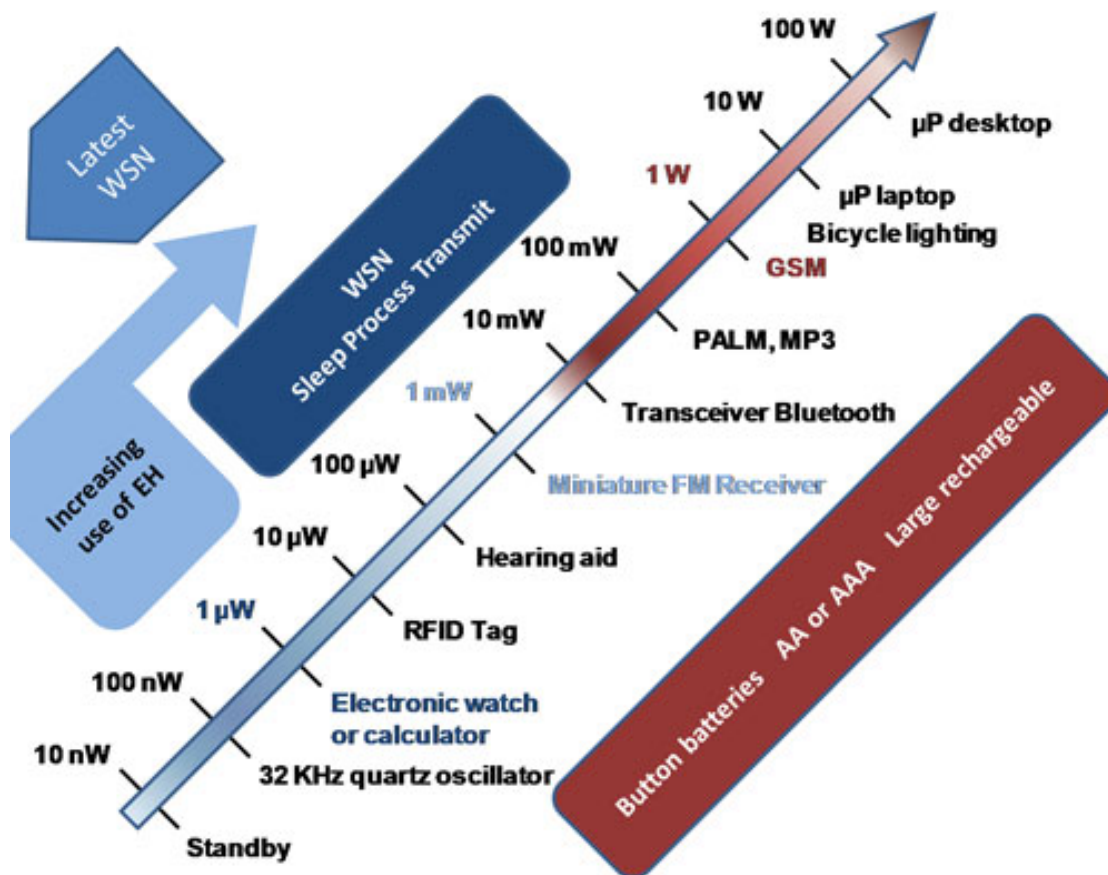 100 W
10 W
1 W
100 mW
10 mW
1 mW
100 µW
10 µW
1 µW
100 nW
10 nW
µP desktop
µP laptop
Bicycle lighting
GSM
PALM, MP3
Transceiver Bluetooth
Miniature FM Receiver
Hearing aid
RFID Tag
Electronic watch
or calculator
32 KHz quartz oscillator
Standby
Latest
WSN
WSN
Sleep Process Transmit
Increasing
use of EH
Button batteries AA or AAA Large rechargeable